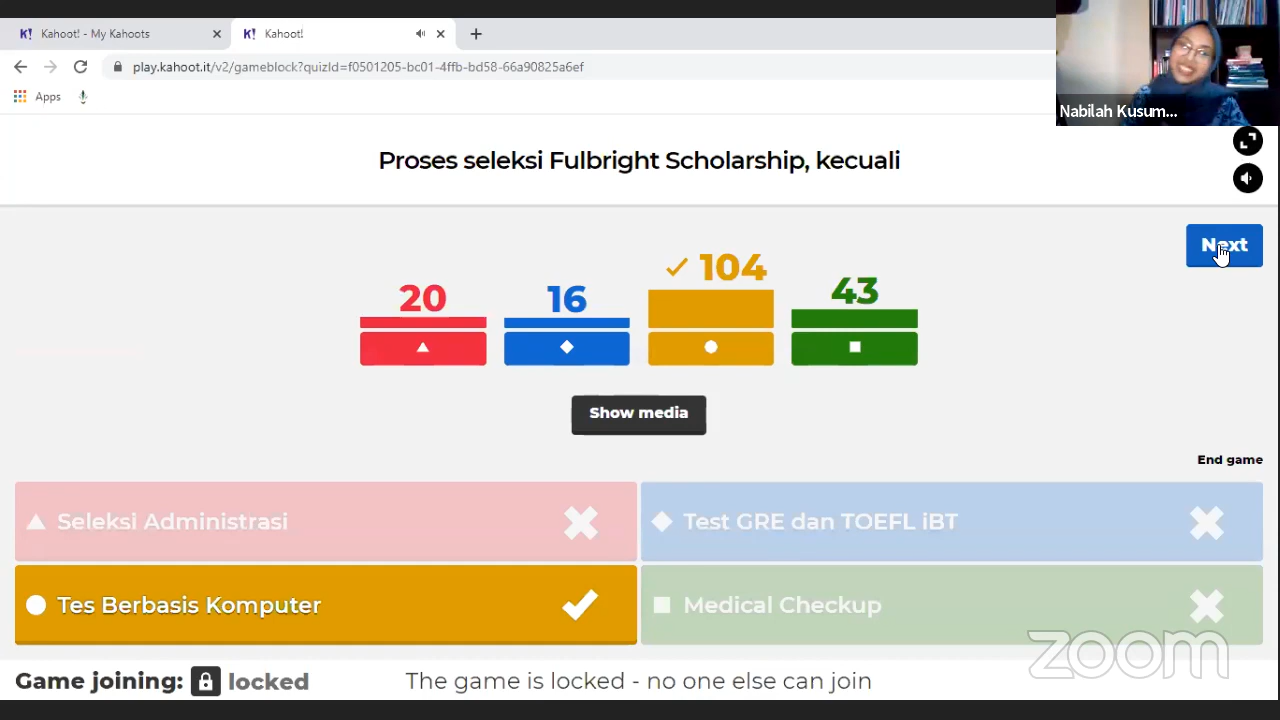 K! Kahoot! - My Kahoots
K! Kahoot!
play.kahoot.it/v2/gameblock?quizId=f0501205-bc01-4ffb-bd58-66a90825a6ef
Apps
Nabilah Kusum...
Proses seleksi Fulbright Scholarship, kecuali
Next
20
16
104
43
Show media
End game
Seleksi Administrasi
Test GRE dan TOEFL iBT
Tes Berbasis Komputer
Medical Checkup
zoom
Game joining: locked
The game is locked - no one else can join